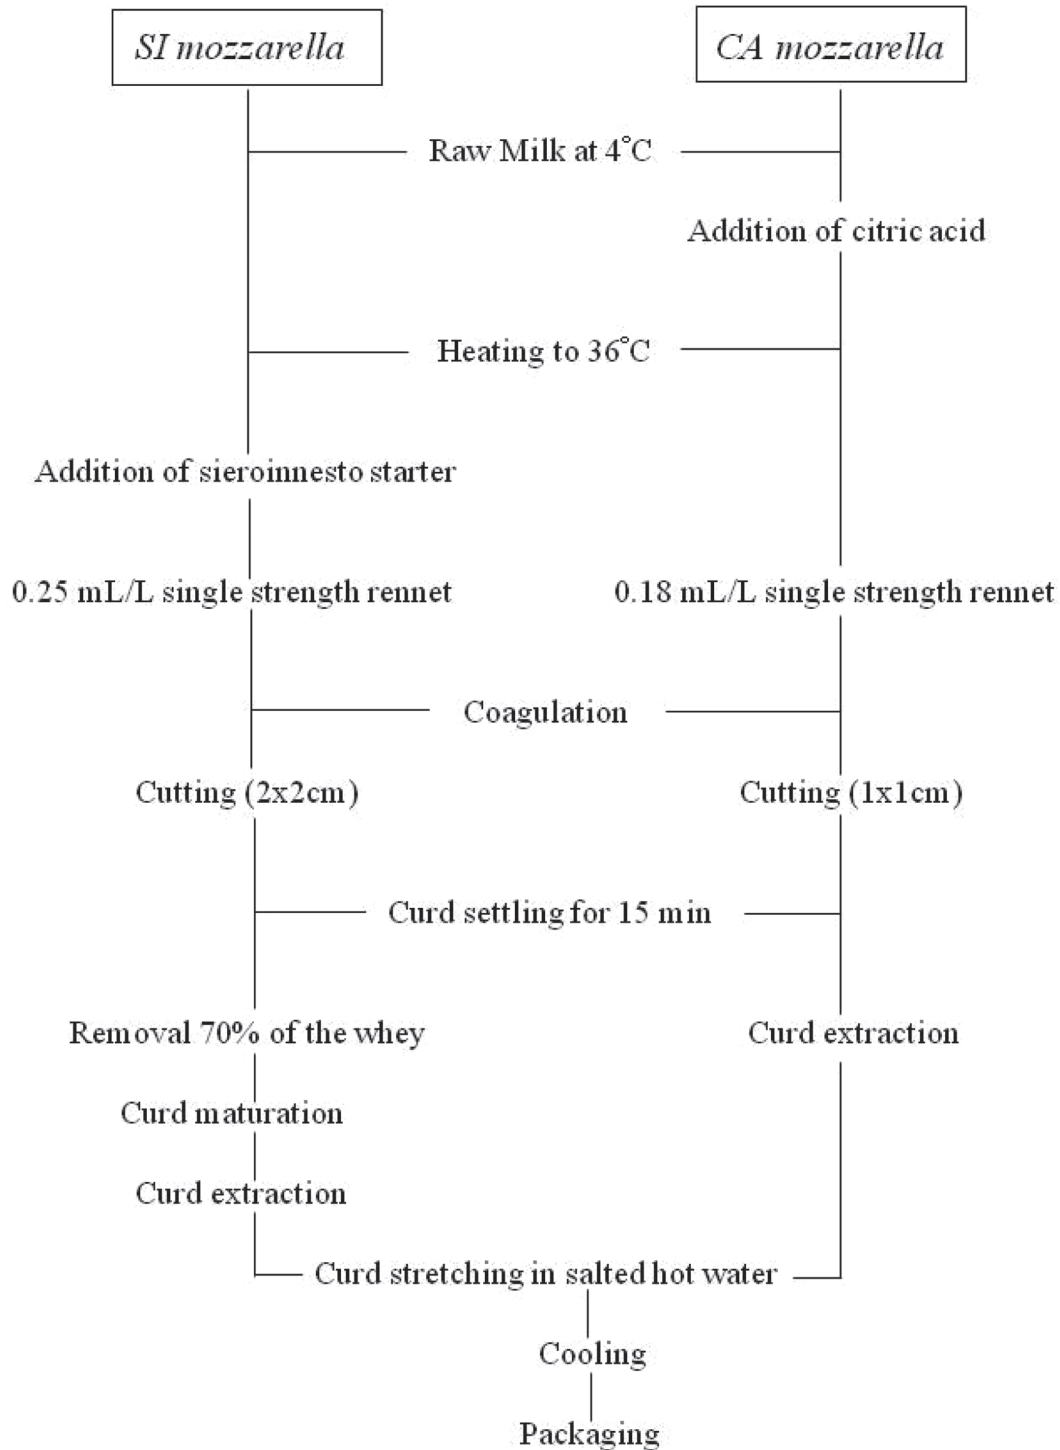 SI mozzarella
CA mozzarella
Raw Milk at 4°C
Addition of citric acid
Heating to 36°C
Addition of sieroinnesto starter
0.25 mL/L single strength rennet
0.18 mL/L single strength rennet
Coagulation
Cutting (2x2cm)
Cutting (1x1cm)
Curd settling for 15 min
Removal 70% of the whey
Curd extraction
Curd maturation
Curd extraction
Curd stretching in salted hot water
Cooling
Packaging